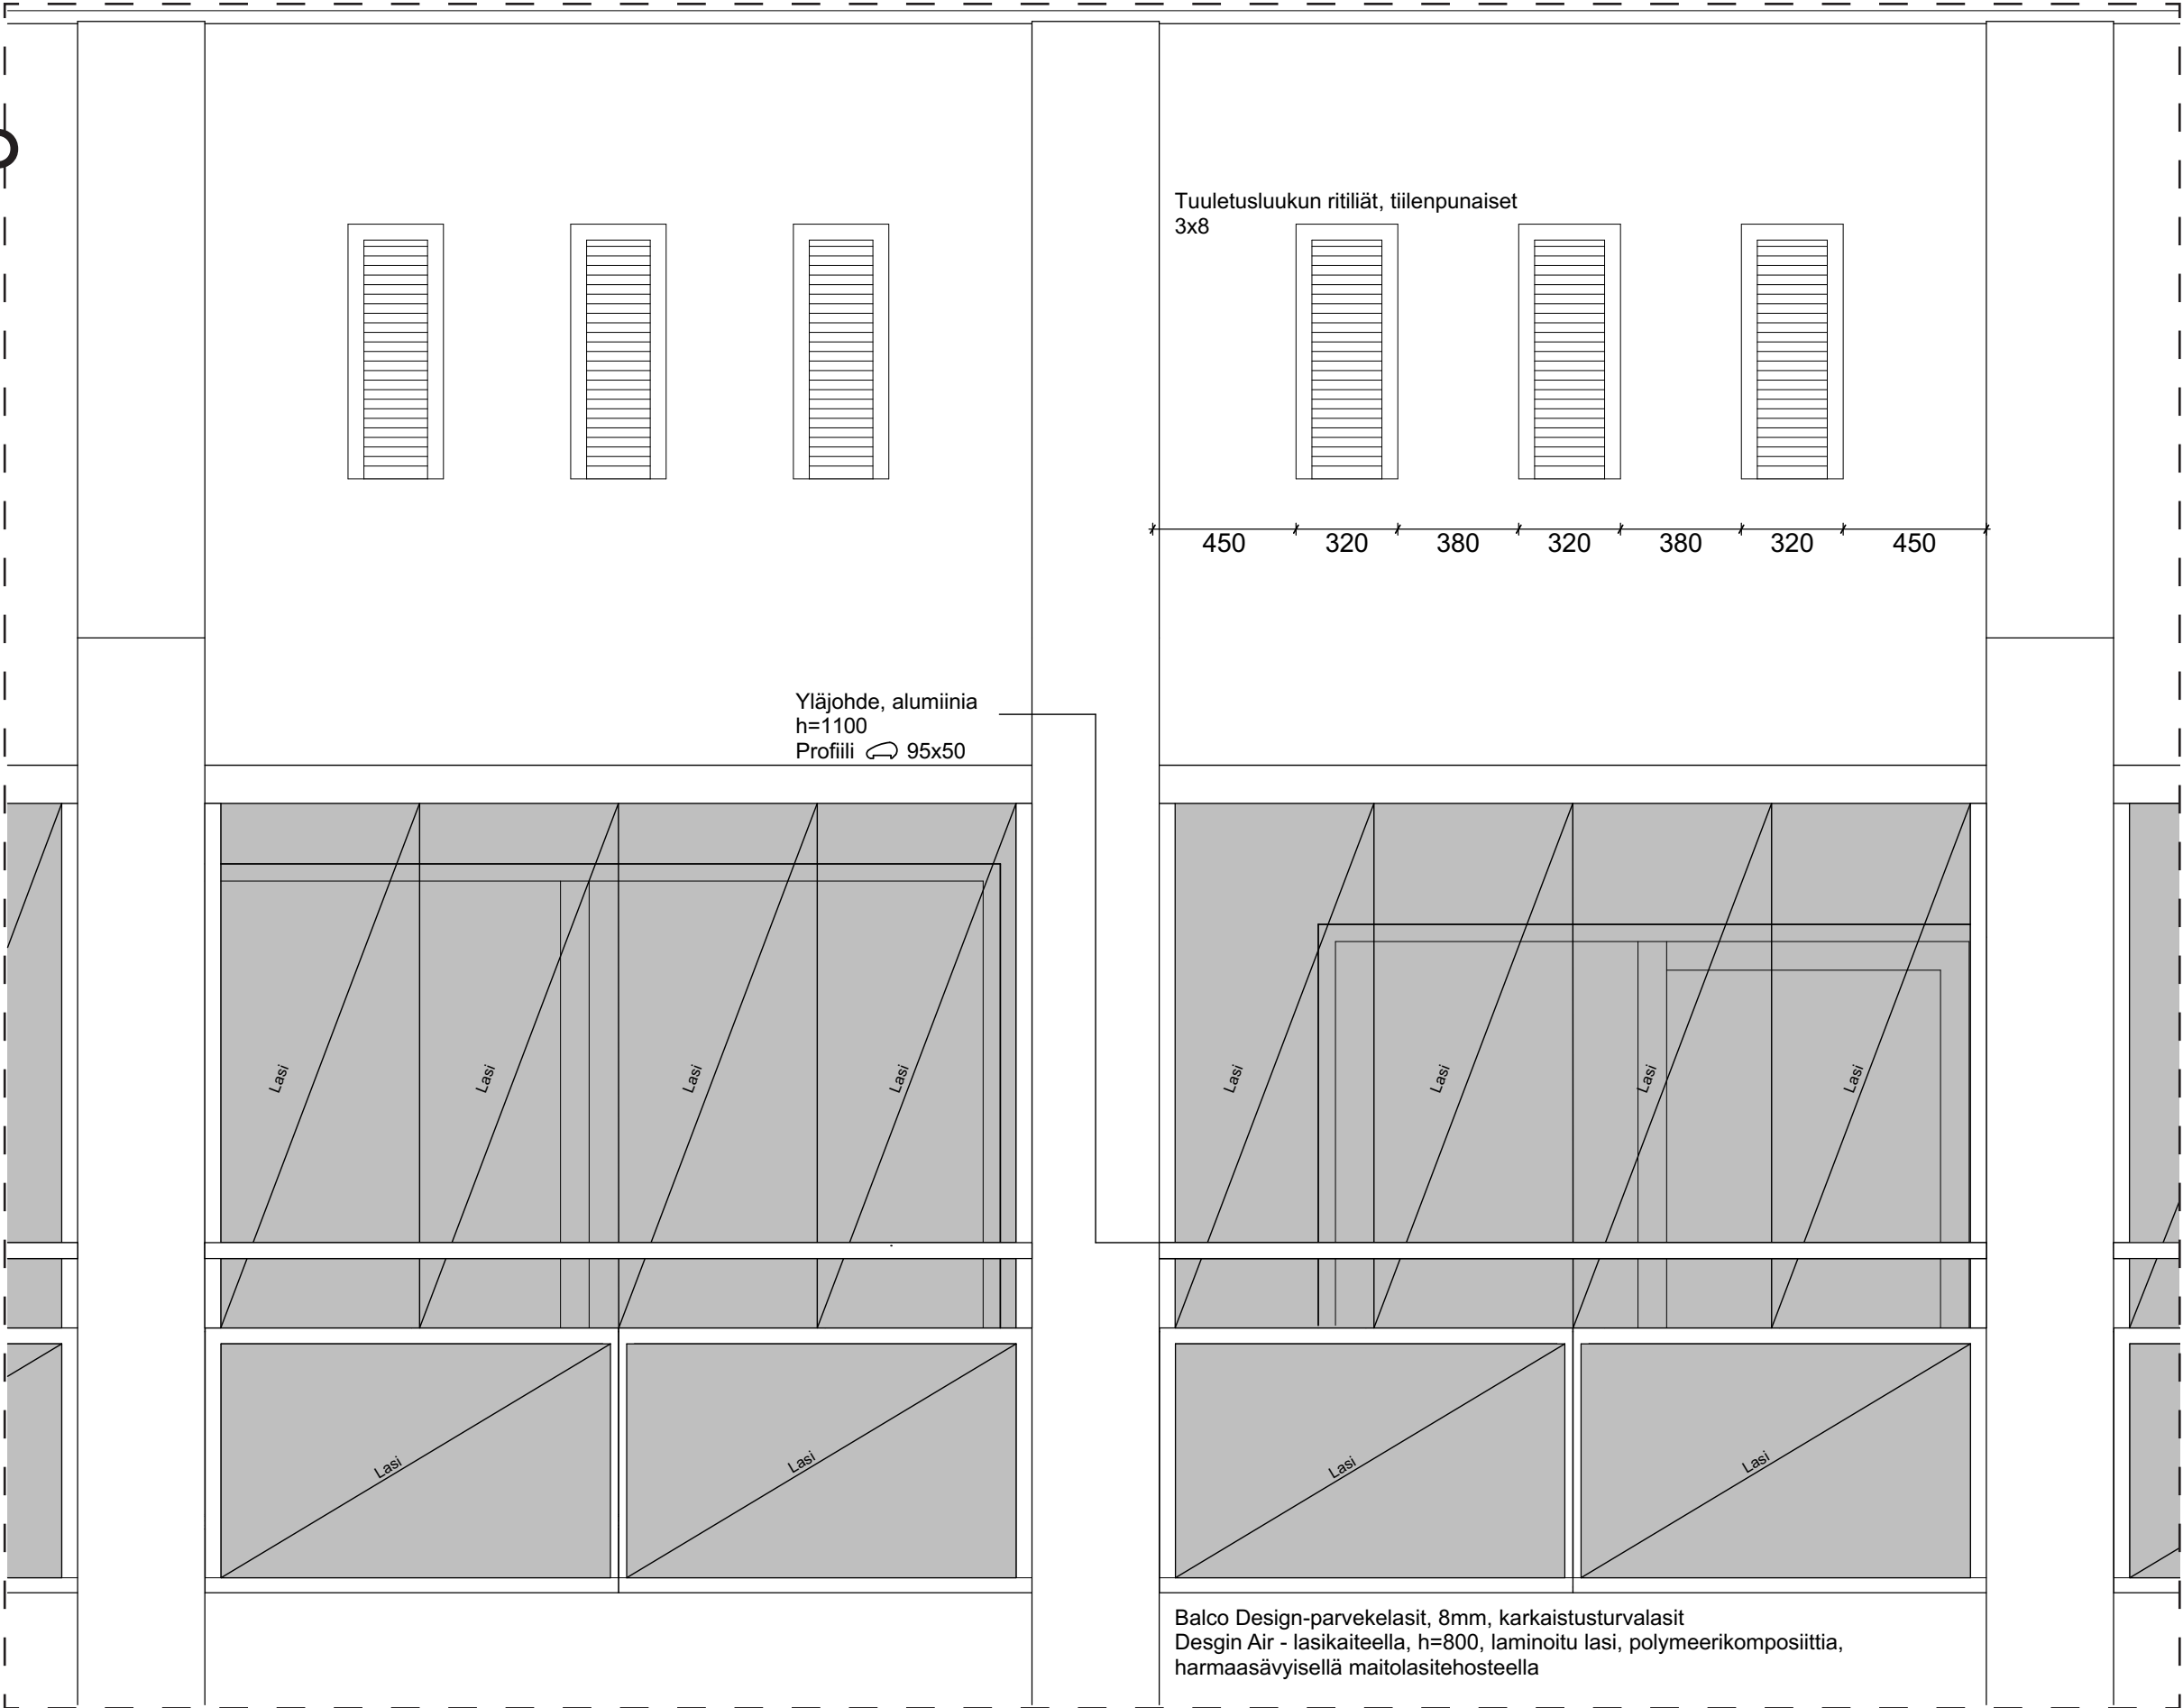 Tuuletusluukun ritiliät, tiilenpunaiset
3x8
450 320 380 320 380 320 450
Yläjohde, alumiinia
h=1100
Profiili 95x50
Lasi Lasi Lasi Lasi Lasi Lasi Lasi Lasi
Lasi Lasi Lasi Lasi
Balco Design-parvekelasit, 8mm, karkaistusturvalasit
Desgin Air - lasikaiteella, h=800, laminoitu lasi, polymeerikomposiittia,
harmaasävyisellä maitolasitehosteella